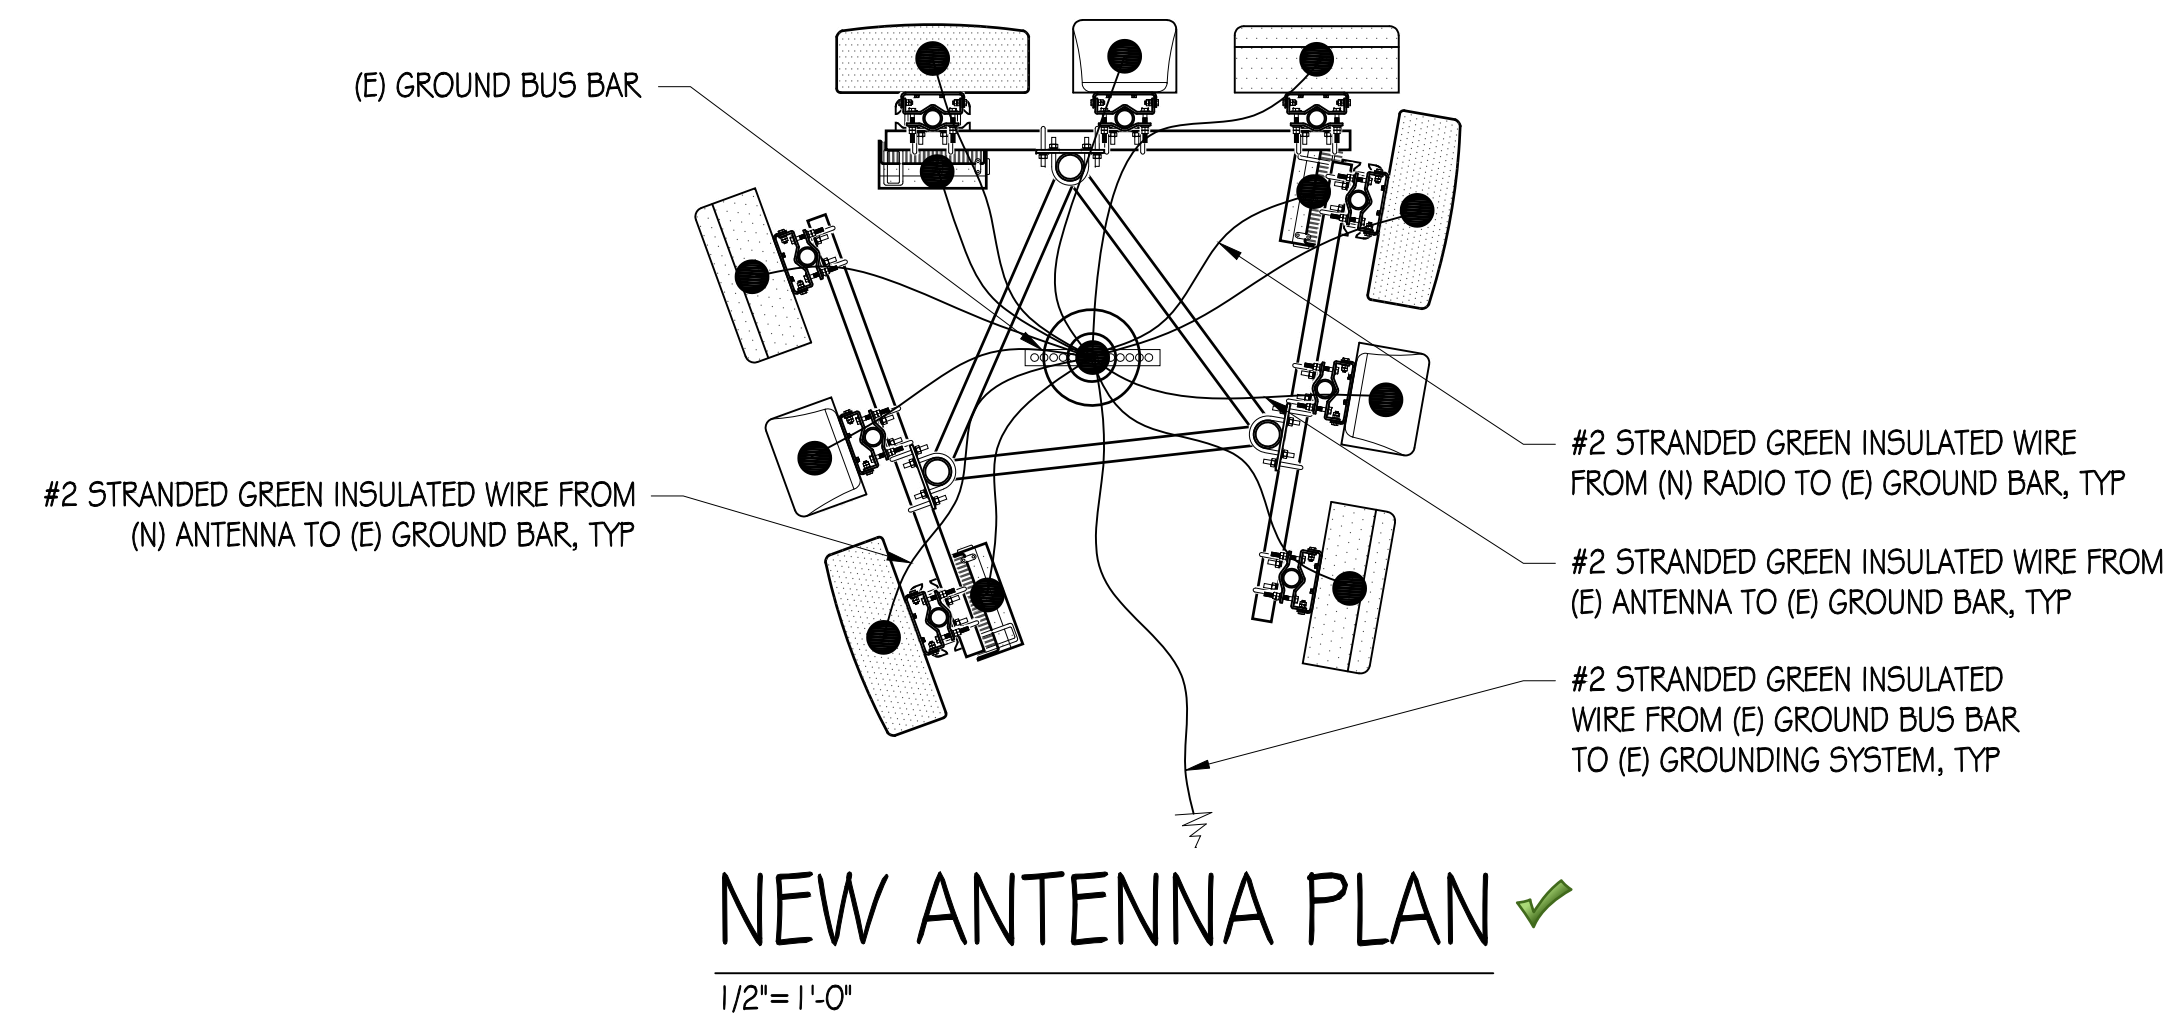 (E) GROUND BUS BAR
#2 STRANDED GREEN INSULATED WIRE FROM
(N) ANTENNA TO (E) GROUND BAR, TYP
#2 STRANDED GREEN INSULATED WIRE
FROM (N) RADIO TO (E) GROUND BAR, TYP
#2 STRANDED GREEN INSULATED WIRE FROM
(E) ANTENNA TO (E) GROUND BAR, TYP
#2 STRANDED GREEN INSULATED
WIRE FROM (E) GROUND BUS BAR
TO (E) GROUNDING SYSTEM, TYP
NEW ANTENNA PLAN
1/2"=1'-0"